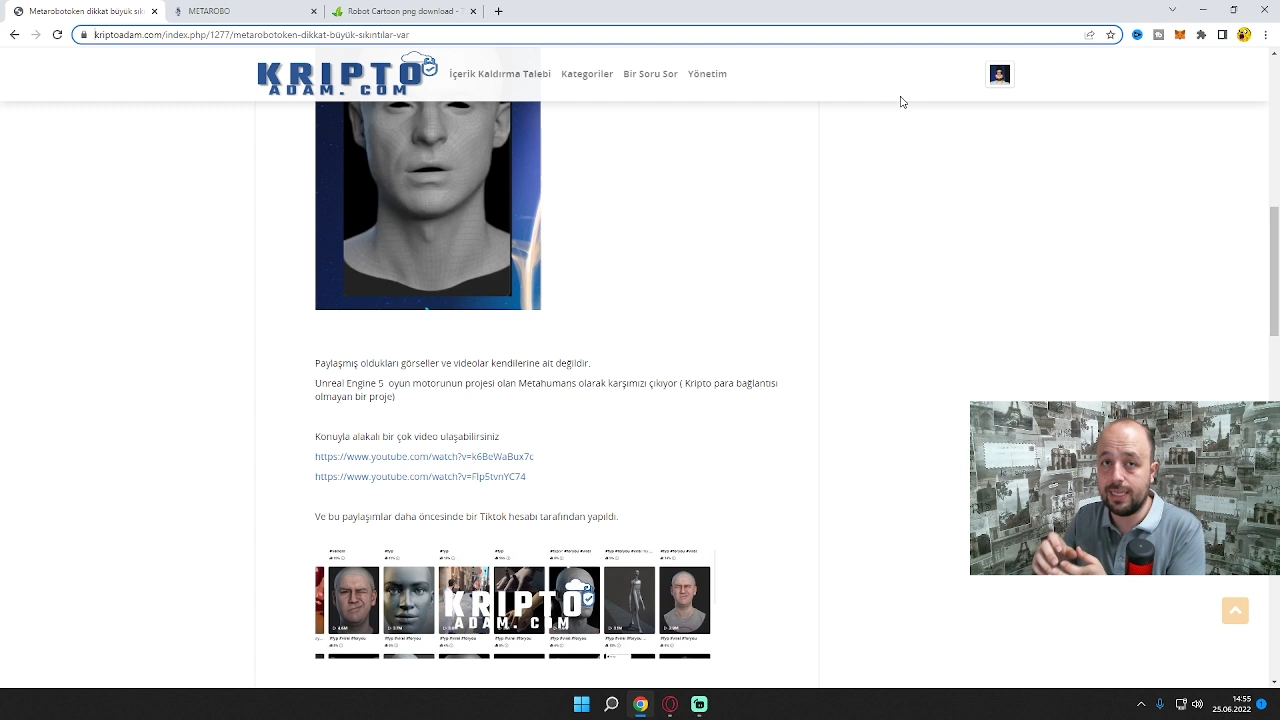 Metarobotoken dikkat büyük sıkı
METAROBO
Robot Cartoon png download - 
kriptoadam.com/index.php/1277/metarobotoken-dikkat-büyük-sıkıntılar-var
KRIPTO
ADAM. COM
İçerik Kaldırma Talebi
Kategoriler
Bir Soru Sor
Yönetim
Paylaşmış oldukları görseller ve videolar kendilerine ait değildir.
Unreal Engine 5 oyun motorunun projesi olan Metahumans olarak karşımızı çıkıyor ( Kripto para bağlantısı
olmayan bir proje)
Konuyla alakalı bir çok video ulaşabilirsiniz
https://www.youtube.com/watch?v=k6BeWaBux7c
https://www.youtube.com/watch?v=Flp5tvnYC74
Ve bu paylaşımlar daha öncesinde bir Tiktok hesabı tarafından yapıldı.
KRIPTO
ADAM. COM
14:55
25.06.2022